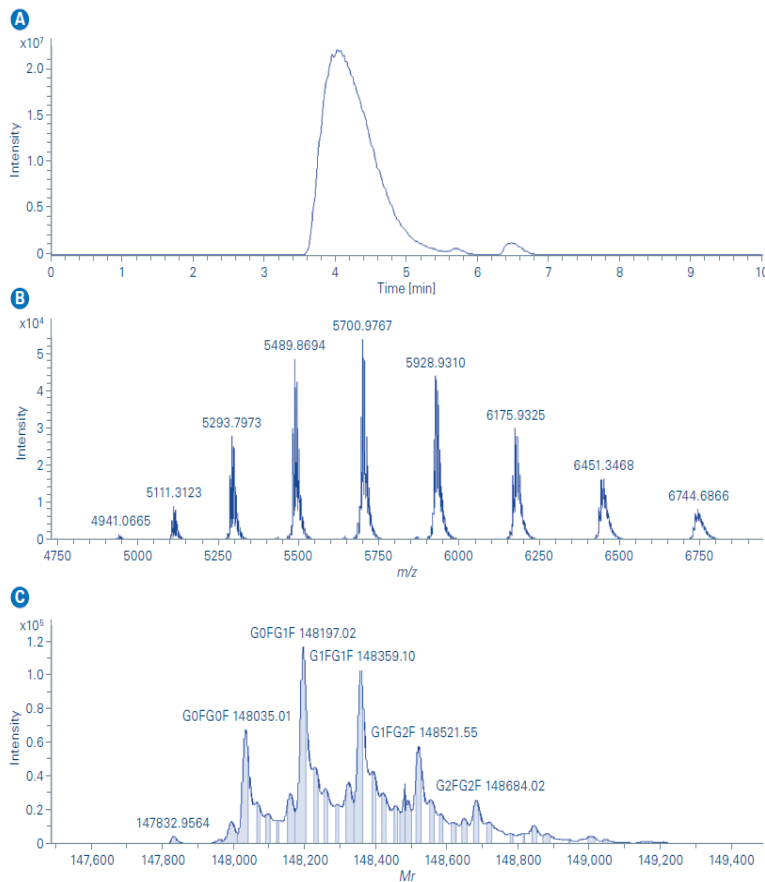 A
x10⁷
2.0
1.5
1.0
0.5
0
Intensity
0 1 2 3 4 5 6 7 8 9 10
Time [min]
B
x10⁴
5
4
3
2
1
0
Intensity
4941.0665
5111.3123
5293.7973
5489.8694
5700.9767
5928.9310
6175.9325
6451.3468
6744.6866
4750 5000 5250 5500 5750 6000 6250 6500 6750
m/z
C
x10⁵
1.2
1.0
0.8
0.6
0.4
0.2
0
Intensity
G0FG1F 148197.02
G1FG1F 148359.10
G0FG0F 148035.01
G1FG2F 148521.55
G2FG2F 148684.02
147832.9564
147,600 147,800 148,000 148,200 148,400 148,600 148,800 149,000 149,200 149,400
Mr